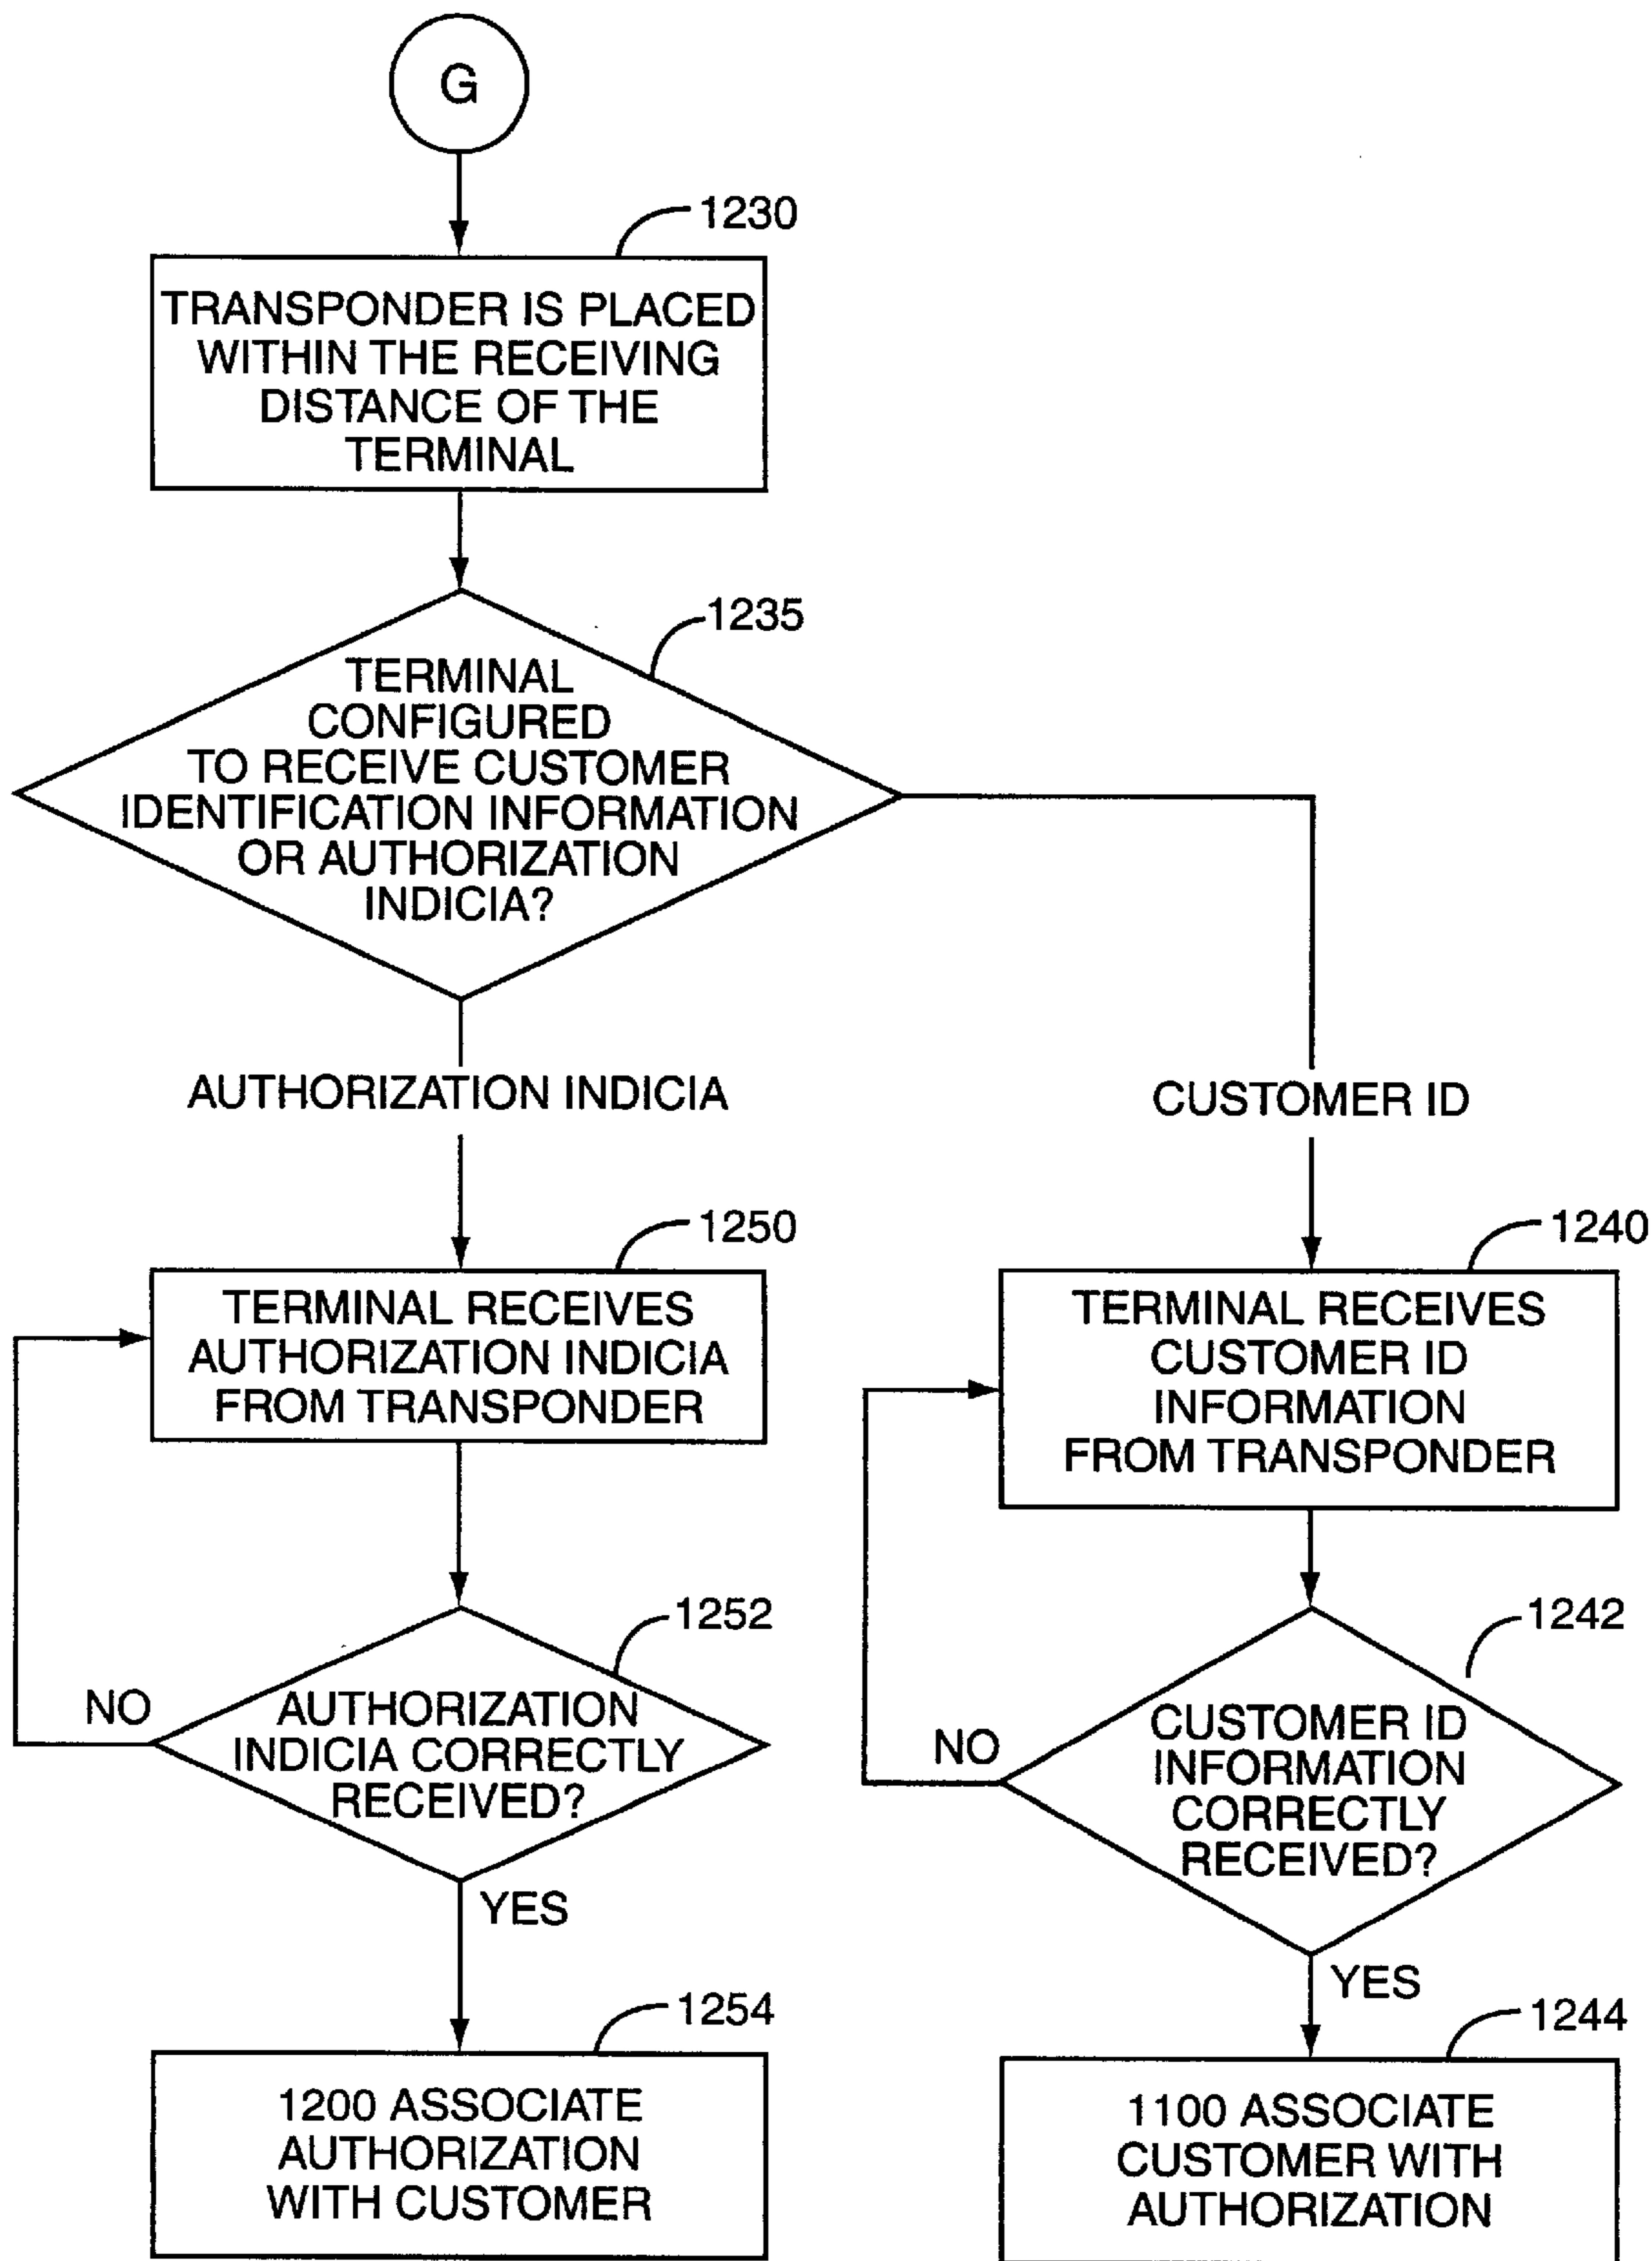 G
1230
TRANSPONDER IS PLACED
WITHIN THE RECEIVING
DISTANCE OF THE
TERMINAL
1235
TERMINAL
CONFIGURED
TO RECEIVE CUSTOMER
IDENTIFICATION INFORMATION
OR AUTHORIZATION
INDICIA?
AUTHORIZATION INDICIA
CUSTOMER ID
1250
TERMINAL RECEIVES
AUTHORIZATION INDICIA
FROM TRANSPONDER
1240
TERMINAL RECEIVES
CUSTOMER ID
INFORMATION
FROM TRANSPONDER
1252
NO
AUTHORIZATION
INDICIA CORRECTLY
RECEIVED?
YES
1242
NO
CUSTOMER ID
INFORMATION
CORRECTLY
RECEIVED?
YES
1254
1200 ASSOCIATE
AUTHORIZATION
WITH CUSTOMER
1244
1100 ASSOCIATE
CUSTOMER WITH
AUTHORIZATION